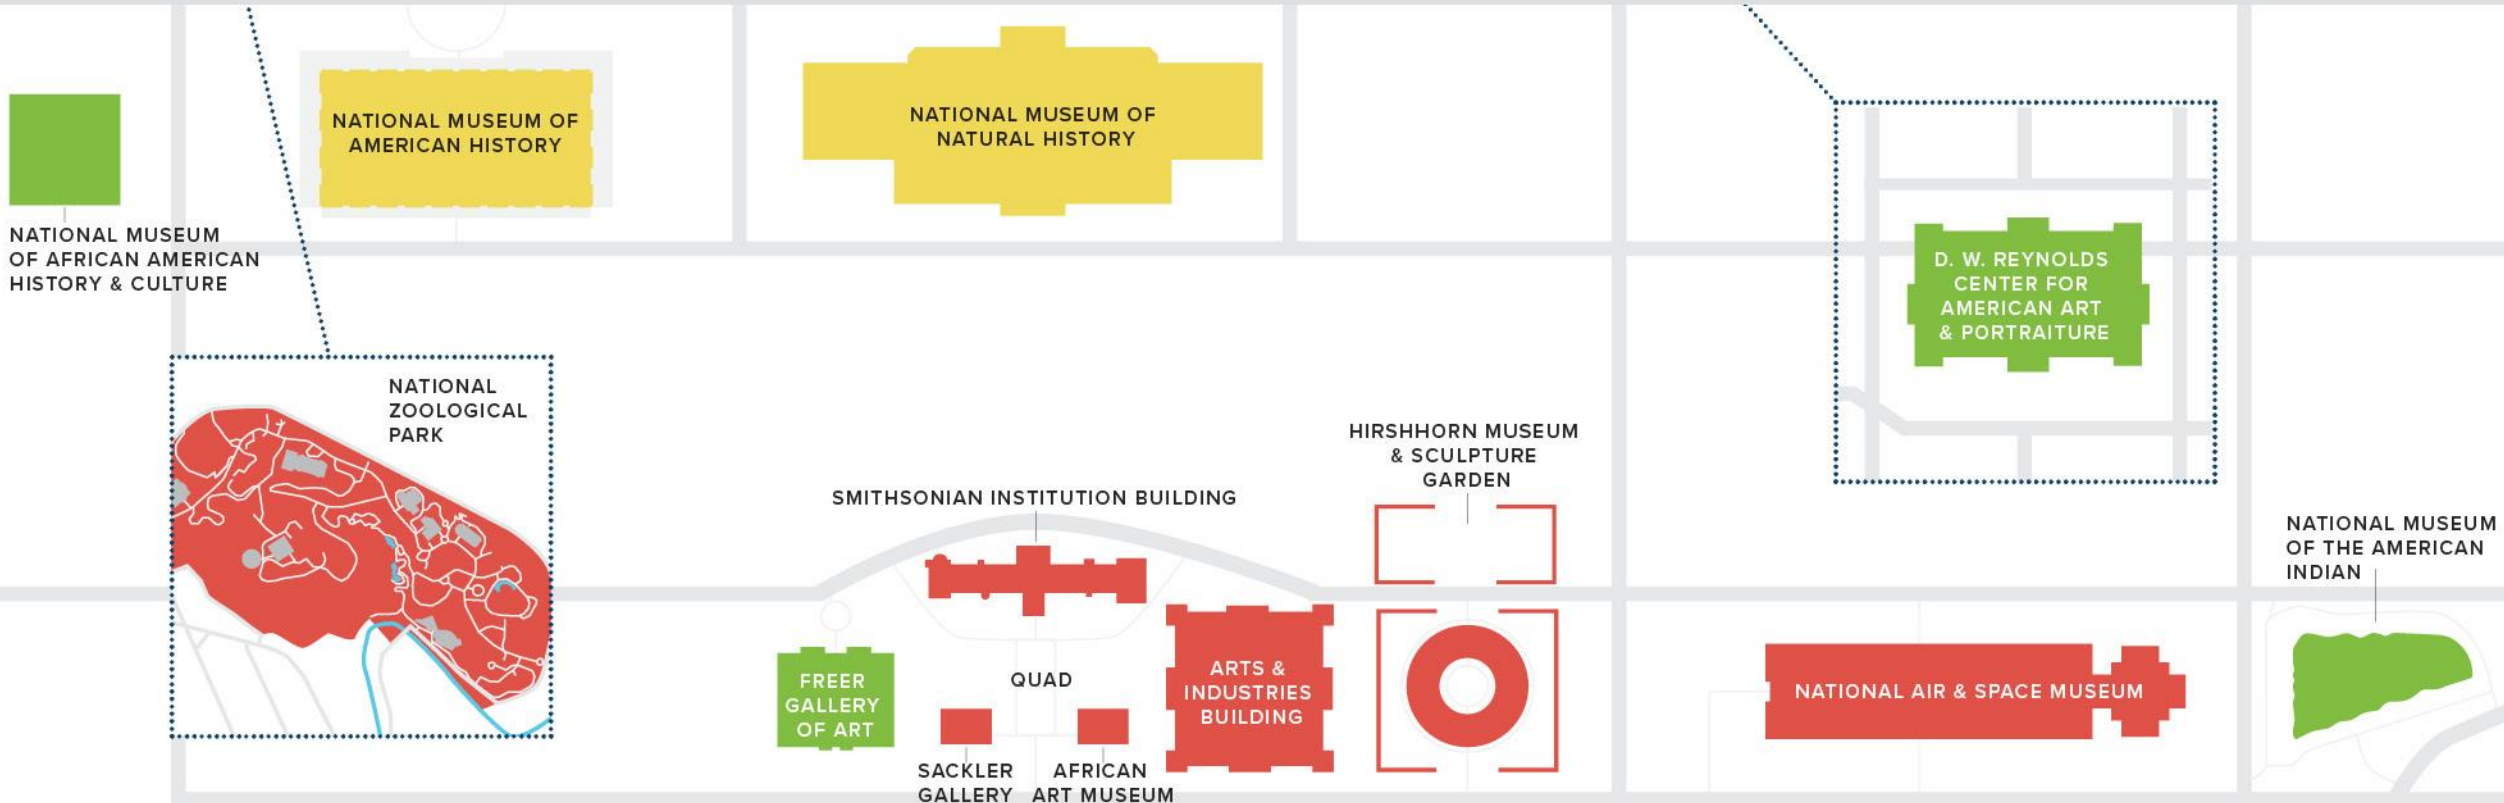 NATIONAL MUSEUM OF
AMERICAN HISTORY
NATIONAL MUSEUM OF
NATURAL HISTORY
NATIONAL MUSEUM
OF AFRICAN AMERICAN
HISTORY & CULTURE
D. W. REYNOLDS
CENTER FOR
AMERICAN ART
& PORTRAITURE
NATIONAL
ZOOLOGICAL
PARK
HIRSHHORN MUSEUM
& SCULPTURE
GARDEN
SMITHSONIAN INSTITUTION BUILDING
NATIONAL MUSEUM
OF THE AMERICAN
INDIAN
FREER
GALLERY
OF ART
QUAD
ARTS &
INDUSTRIES
BUILDING
NATIONAL AIR & SPACE MUSEUM
SACKLER
GALLERY
AFRICAN
ART MUSEUM